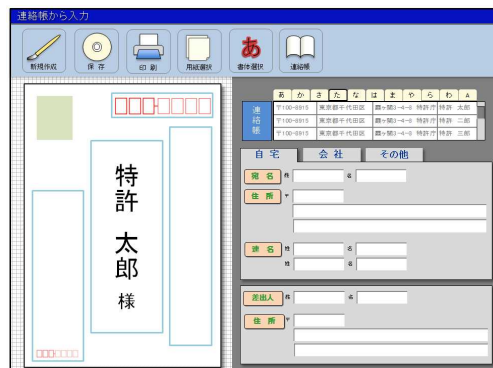 連絡帳から入力
新規作成 保存 印刷 用紙選択 書体選択 連絡帳
あ か さ た な は ま や ら わ A
連絡帳
〒100-8915 東京都千代田区 霞ヶ関3-4-3 特許庁 特許 太郎
〒100-8915 東京都千代田区 霞ヶ関3-4-3 特許庁 特許 二郎
〒100-8915 東京都千代田区 霞ヶ関3-4-3 特許庁 特許 三郎
自宅 会社 その他
宛名 姓 名
住所 〒
連名 姓 名
姓 名
差出人 姓 名
住所 〒
特許 太郎 様